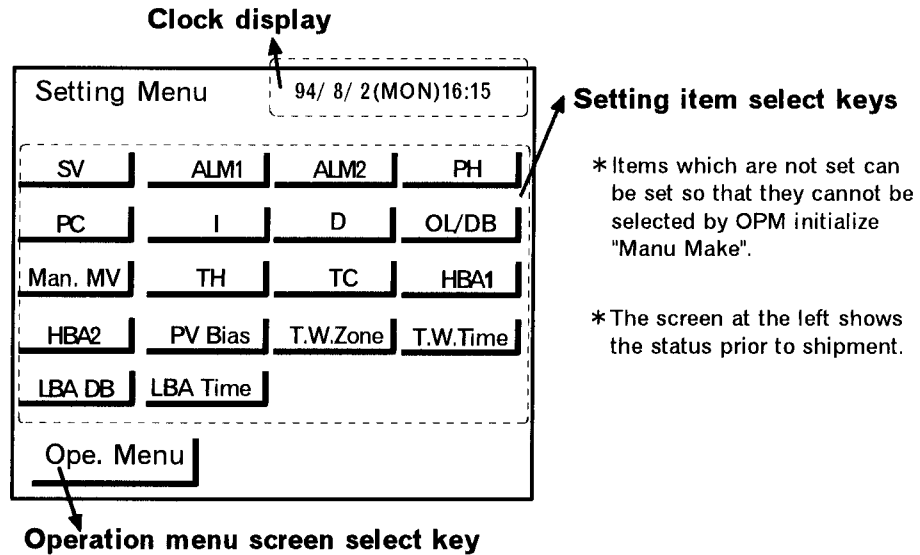 Clock display
Setting Menu
94/ 8/ 2(MON)16:15
Setting item select keys
SV ALM1 ALM2 PH
PC I D OL/DB
Man. MV TH TC HBA1
HBA2 PV Bias T.W.Zone T.W.Time
LBA DB LBA Time
Ope. Menu
* Items which are not set can
be set so that they cannot be
selected by OPM initialize
"Manu Make".
* The screen at the left shows
the status prior to shipment.
Operation menu screen select key